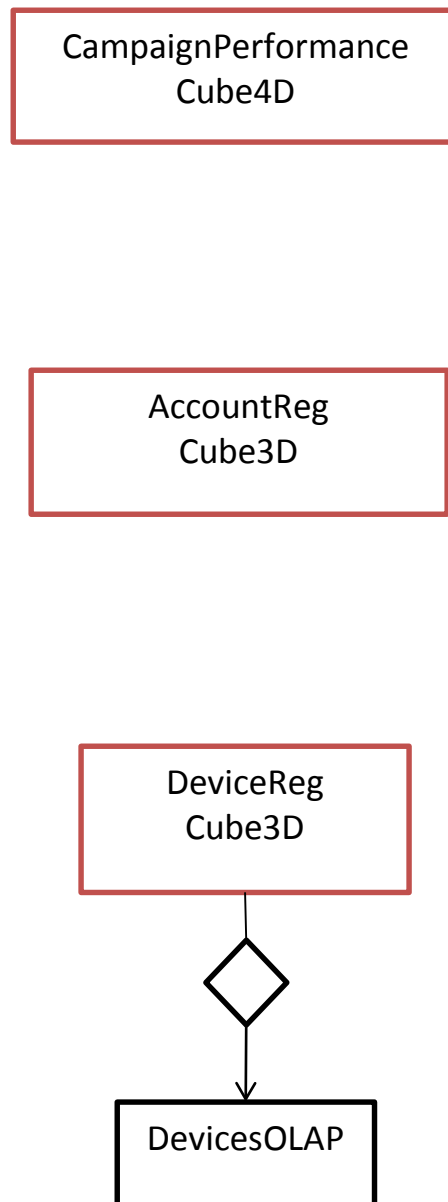 CampaignPerformance
Cube4D
AccountReg
Cube3D
DeviceReg
Cube3D
DevicesOLAP